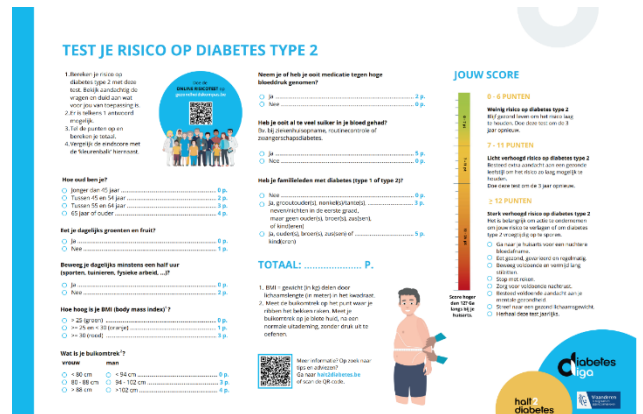 TEST JE RISICO OP DIABETES TYPE 2
1. Bereken je risico op
diabetes type 2 met deze
test. Bekijk aandachtig de
vragen en duid aan wat
voor jou van toepassing is.
2. Er is telkens 1 antwoord
mogelijk.
3. Tel de punten op en
bereken je totaal.
4. Vergelijk de eindscore met
de 'kleurenbalk' hiernaast.
ONLINE RISICOTEST
Hoe oud ben je?
Jonger dan 45 jaar 0 p.
Tussen 45 en 54 jaar 2 p.
Tussen 55 en 64 jaar 3 p.
65 jaar of ouder 4 p.
Eet je dagelijks groenten en fruit?
Ja 0 p.
Nee 1 p.
Beweeg je dagelijks minstens een half uur
(sporten, tuinieren, fysieke arbeid, ...)?
Ja 0 p.
Nee 2 p.
Hoe hoog is je BMI (body mass index)¹?
> 25 (groen) 0 p.
>= 25 en < 30 (oranje) 1 p.
>= 30 (rood) 3 p.
Wat is je buikomtrek²?
vrouw man
< 80 cm < 94 cm 0 p.
80 - 88 cm 94 - 102 cm 3 p.
> 88 cm >102 cm 4 p.
Neem je of heb je ooit medicatie tegen hoge
bloeddruk genomen?
Ja 2 p.
Nee 0 p.
Heb je ooit al te veel suiker in je bloed gehad?
Bv. bij ziekenhuisopname, routinecontrole of
zwangerschapsdiabetes.
Ja 5 p.
Nee 0 p.
Heb je familieleden met diabetes (type 1 of type 2)?
Nee 0 p.
Ja, grootouder(s), nonkel(s)/tante(s), 3 p.
neven/nichten in de eerste graad,
maar geen ouder(s), broer(s), zus(sen),
of kind(eren)
Ja, ouder(s), broer(s), zus(sen) of 5 p.
kind(eren)
TOTAAL: ..................... P.
1. BMI = gewicht (in kg) delen door
lichaamslengte (in meter) in het kwadraat.
2. Meet je buikomtrek op het punt waar je
ribben het bekken raken. Meet je
buikomtrek op je blote huid, na een
normale uitademing, zonder druk uit te
oefenen.
Meer informatie? Op zoek naar
tips en advizen?
Ga naar halt2diabetes.be
of scan de QR-code.
JOUW SCORE
0 - 6 PUNTEN
Weinig risico op diabetes type 2
Blijf gezond leven om het risico laag
te houden. Doe deze test om de 3
jaar opnieuw.
7 - 11 PUNTEN
Licht verhoogd risico op diabetes type 2
Besteed extra aandacht aan een gezonde
leefstijl om het risico zo laag mogelijk te
houden.
Doe deze test om de 3 jaar opnieuw.
≥ 12 PUNTEN
Sterk verhoogd risico op diabetes type 2
Het is belangrijk om actie te ondernemen
om jouw risico te verlagen of om diabetes
type 2 vroegtijdig op te sporen.
Ga naar je huisarts voor een nuchtere
bloedafname.
Eet gezond, gevarieerd en regelmatig.
Beweeg voldoende en vermijd lang
stilzitten.
Stop met roken.
Zorg voor voldoende nachtrust.
Besteed voldoende aandacht aan je
mentale gezondheid.
Streef naar een gezond lichaamsgewicht.
Herhaal deze test jaarlijks.
Score hoger
dan 12? Ga
langs bij je
huisarts.
diabetes
liga
halt2
diabetes
Vlaanderen